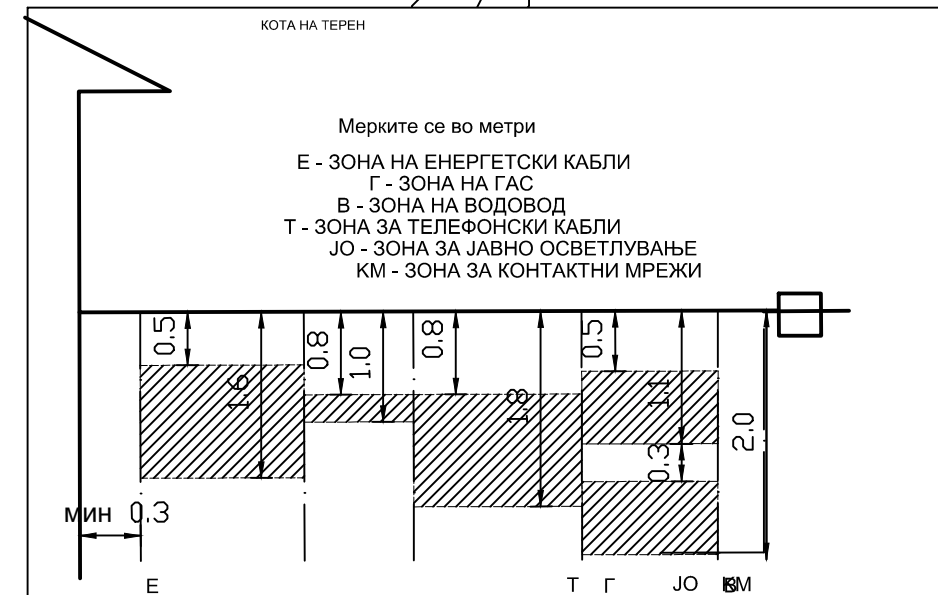 КОТА НА ТЕРЕН
Мерките се во метри
Е - ЗОНА НА ЕНЕРГЕТСКИ КАБЛИ
Г - ЗОНА НА ГАС
В - ЗОНА НА ВОДОВОД
Т - ЗОНА ЗА ТЕЛЕФОНСКИ КАБЛИ
ЈО - ЗОНА ЗА ЈАВНО ОСВЕТЛУВАЊЕ
КМ - ЗОНА ЗА КОНТАКТНИ МРЕЖИ
0.5
1.6
0.8
1.0
0.8
1.8
0.5
1.1
0.3
2.0
мин 0.3
Е Т Г ЈО КМ